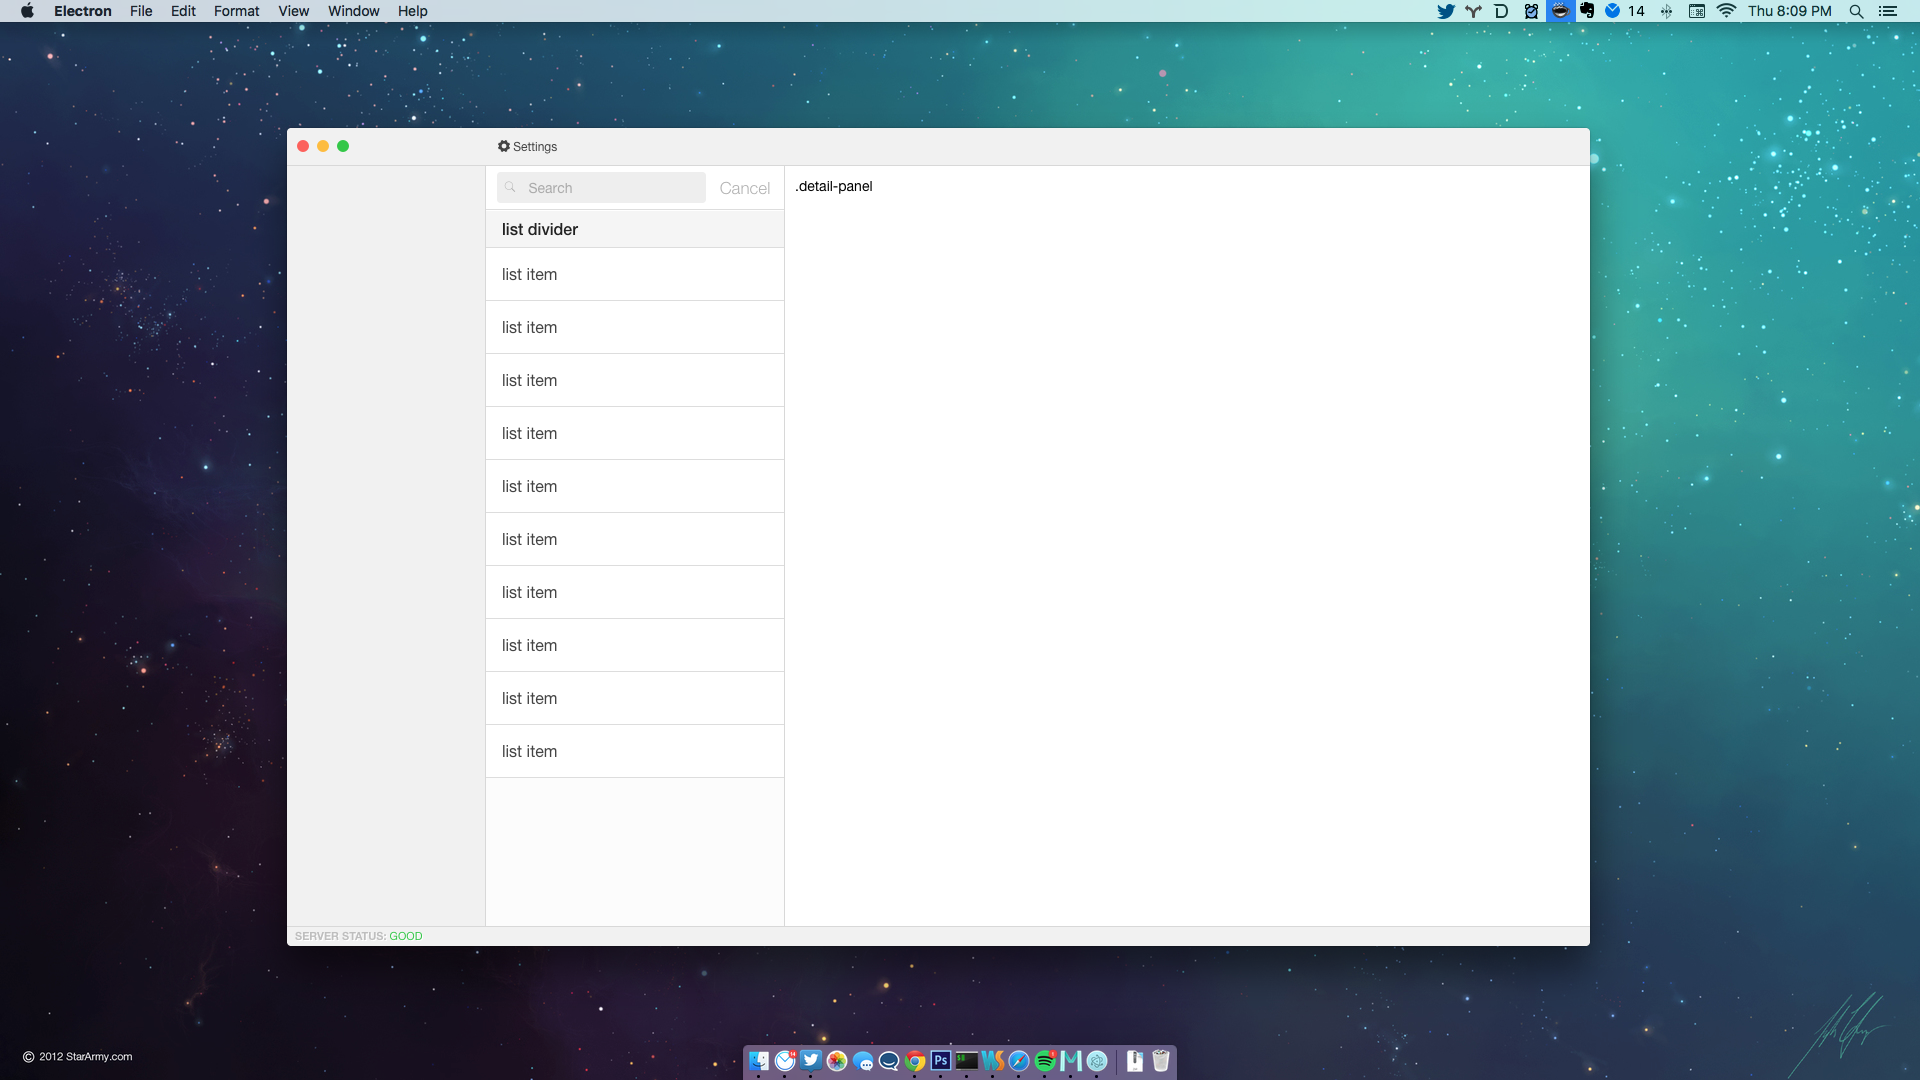 Electron File Edit Format View Window Help 14 Thu 8:09 PM
Settings
Search Cancel
.detail-panel
list divider
list item
list item
list item
list item
list item
list item
list item
list item
list item
list item
SERVER STATUS: GOOD
© 2012 StarArmy.com
Ps